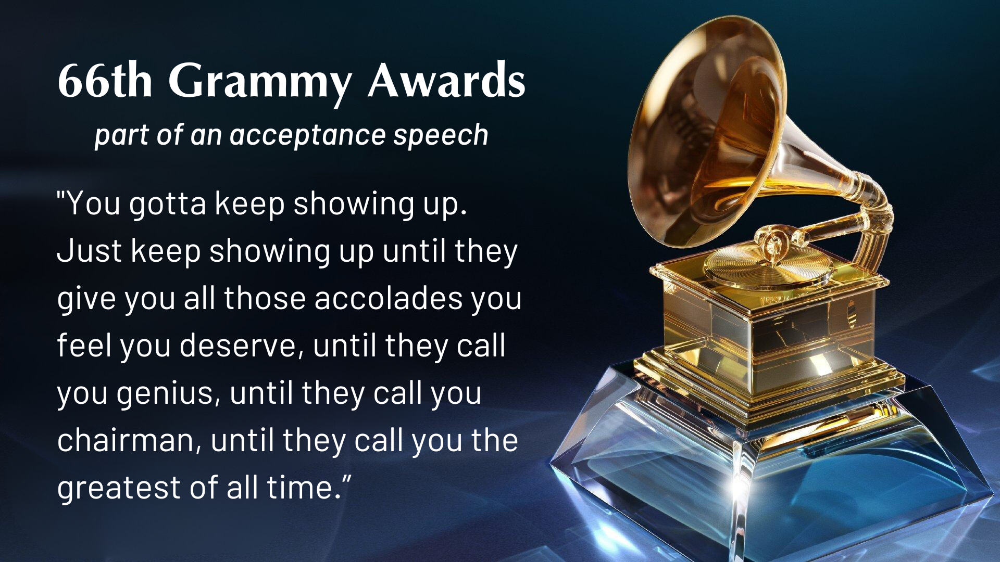 66th Grammy Awards
part of an acceptance speech
"You gotta keep showing up.
Just keep showing up until they
give you all those accolades you
feel you deserve, until they call
you genius, until they call you
chairman, until they call you the
greatest of all time.”